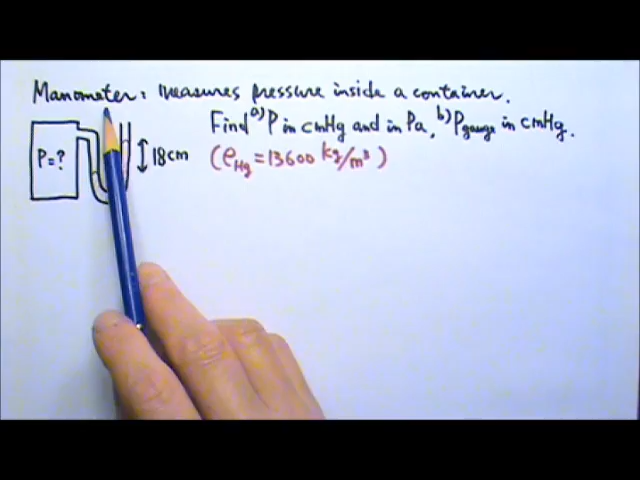 Manometer: measures pressure inside a container.
Find a) P in cmHg and in Pa, b) Pgauge in cmHg.
P=? 18cm (ρHg = 13600 kg/m³)